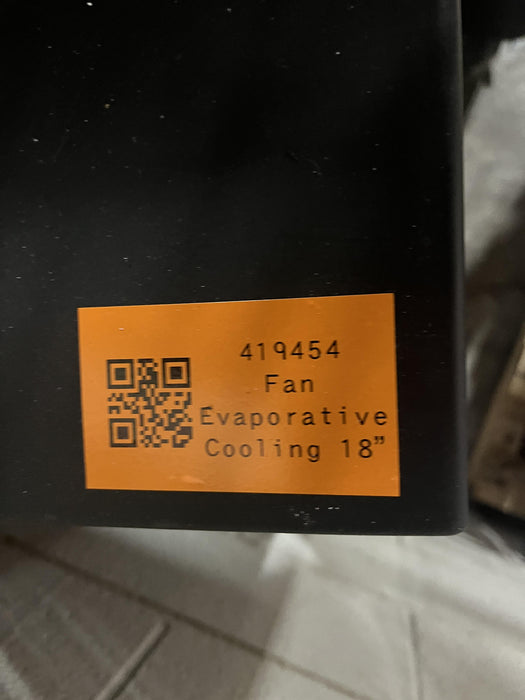 419454
Fan
Evaporative
Cooling 18”